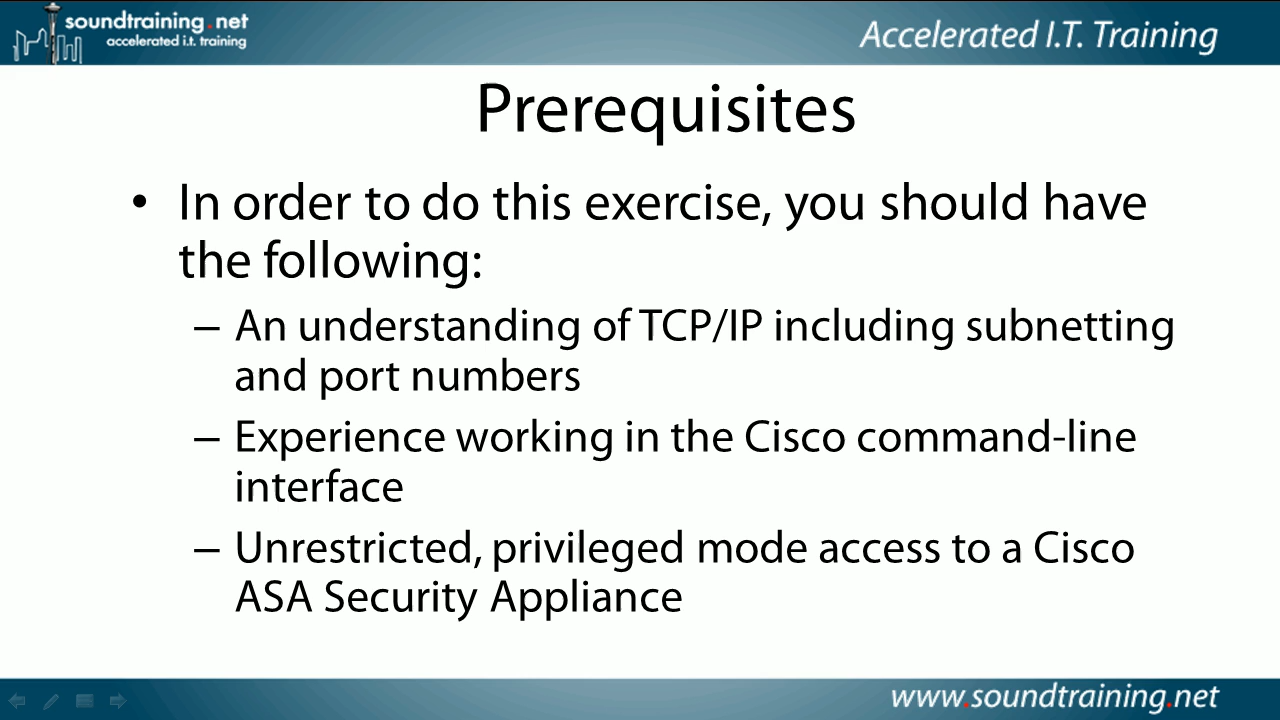 soundtraining.net
accelerated i.t. training
Accelerated I.T. Training
Prerequisites
• In order to do this exercise, you should have
the following:
– An understanding of TCP/IP including subnetting
and port numbers
– Experience working in the Cisco command-line
interface
– Unrestricted, privileged mode access to a Cisco
ASA Security Appliance
www.soundtraining.net